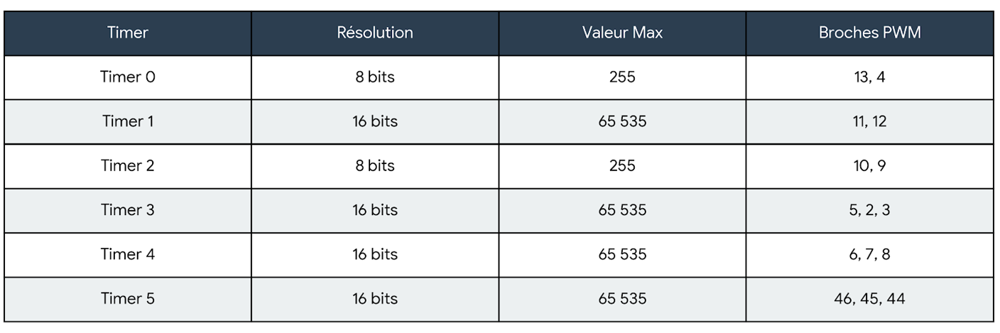 Timer Résolution Valeur Max Broches PWM
Timer 0 8 bits 255 13, 4
Timer 1 16 bits 65 535 11, 12
Timer 2 8 bits 255 10, 9
Timer 3 16 bits 65 535 5, 2, 3
Timer 4 16 bits 65 535 6, 7, 8
Timer 5 16 bits 65 535 46, 45, 44